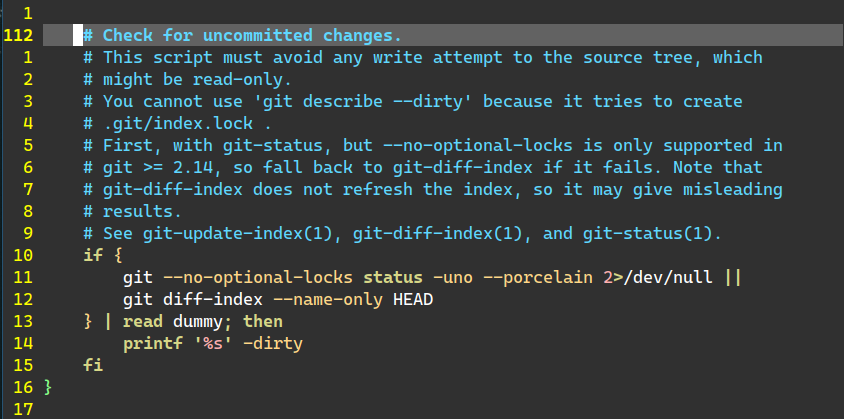 1
112     # Check for uncommitted changes.
1     # This script must avoid any write attempt to the source tree, which
2     # might be read-only.
3     # You cannot use 'git describe --dirty' because it tries to create
4     # .git/index.lock .
5     # First, with git-status, but --no-optional-locks is only supported in
6     # git >= 2.14, so fall back to git-diff-index if it fails. Note that
7     # git-diff-index does not refresh the index, so it may give misleading
8     # results.
9     # See git-update-index(1), git-diff-index(1), and git-status(1).
10     if {
11         git --no-optional-locks status -uno --porcelain 2>/dev/null ||
12         git diff-index --name-only HEAD
13     } | read dummy; then
14         printf '%s' -dirty
15     fi
16 }
17